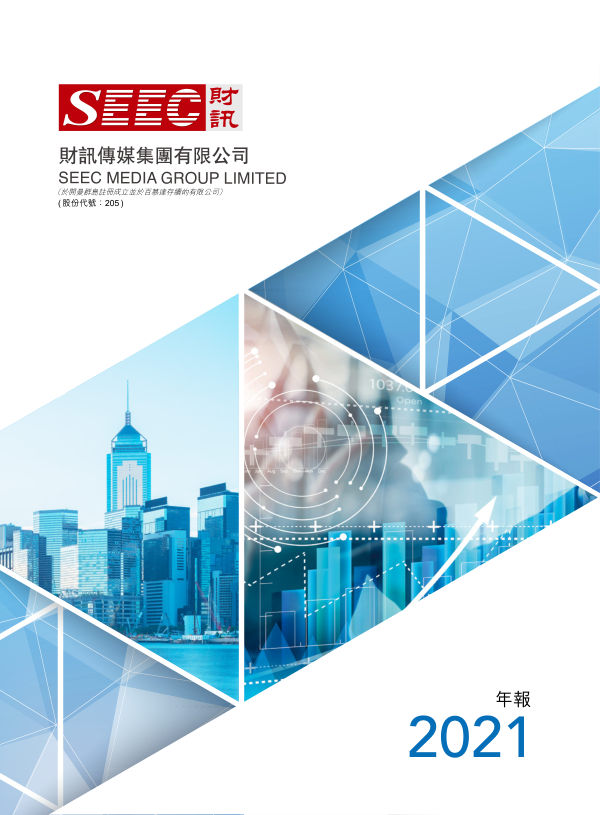 SEEC 財訊
財訊傳媒集團有限公司
SEEC MEDIA GROUP LIMITED
(於開曼群島註冊成立並於百慕達存續的有限公司)
(股份代號：205)
Open
年報
2021